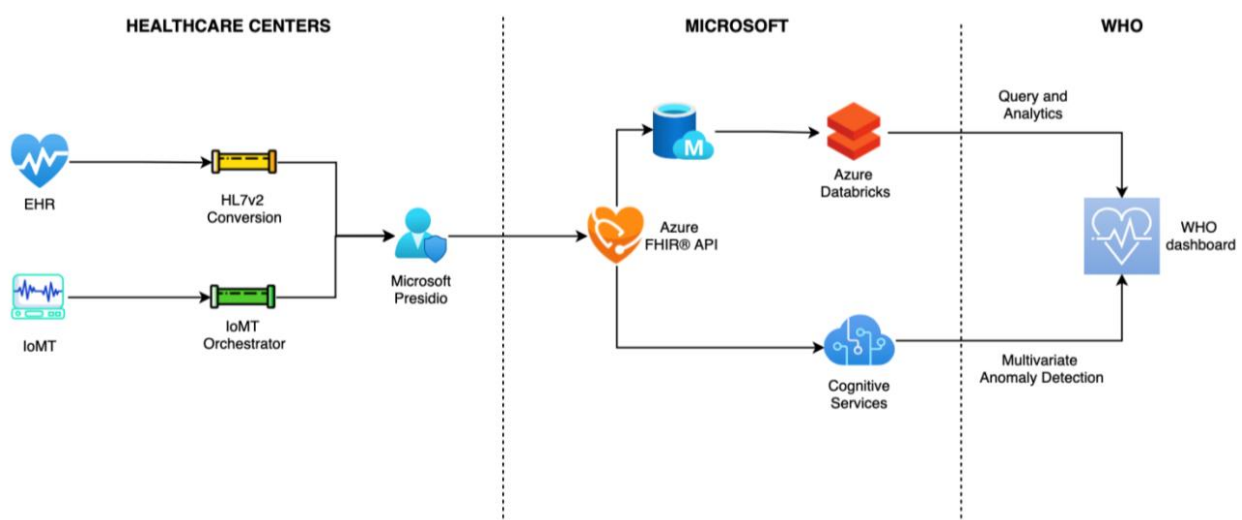 HEALTHCARE CENTERS
MICROSOFT
WHO
EHR
HL7v2
Conversion
IoMT
IoMT
Orchestrator
Microsoft
Presidio
Azure
FHIR® API
M
Azure
Databricks
Cognitive
Services
Query and
Analytics
Multivariate
Anomaly Detection
WHO
dashboard